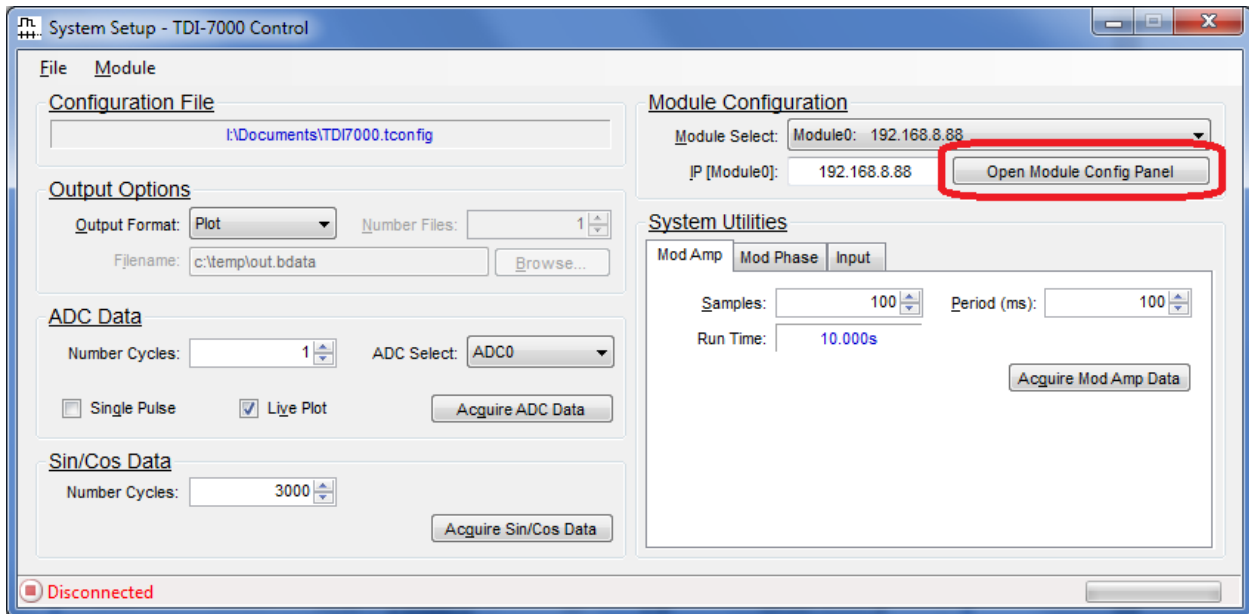 System Setup - TDI-7000 Control
File Module
Configuration File
I:\Documents\TDI7000.tconfig
Output Options
Output Format: Plot Number Files: 1
Filename: c:\temp\out.bdata Browse...
ADC Data
Number Cycles: 1 ADC Select: ADC0
Single Pulse Live Plot Acquire ADC Data
Sin/Cos Data
Number Cycles: 3000
Acquire Sin/Cos Data
Module Configuration
Module Select: Module0: 192.168.8.88
IP [Module0]: 192.168.8.88 Open Module Config Panel
System Utilities
Mod Amp Mod Phase Input
Samples: 100 Period (ms): 100
Run Time: 10.000s
Acquire Mod Amp Data
Disconnected